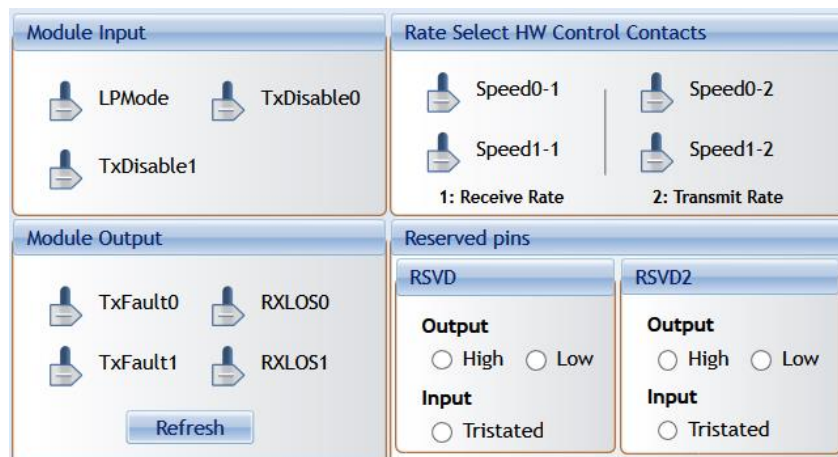 Module Input
LPMode TxDisable0
TxDisable1
Rate Select HW Control Contacts
Speed0-1 Speed0-2
Speed1-1 Speed1-2
1: Receive Rate 2: Transmit Rate
Module Output
TxFault0 RXLOS0
TxFault1 RXLOS1
Refresh
Reserved pins
RSVD
Output
High Low
Input
Tristated
RSVD2
Output
High Low
Input
Tristated